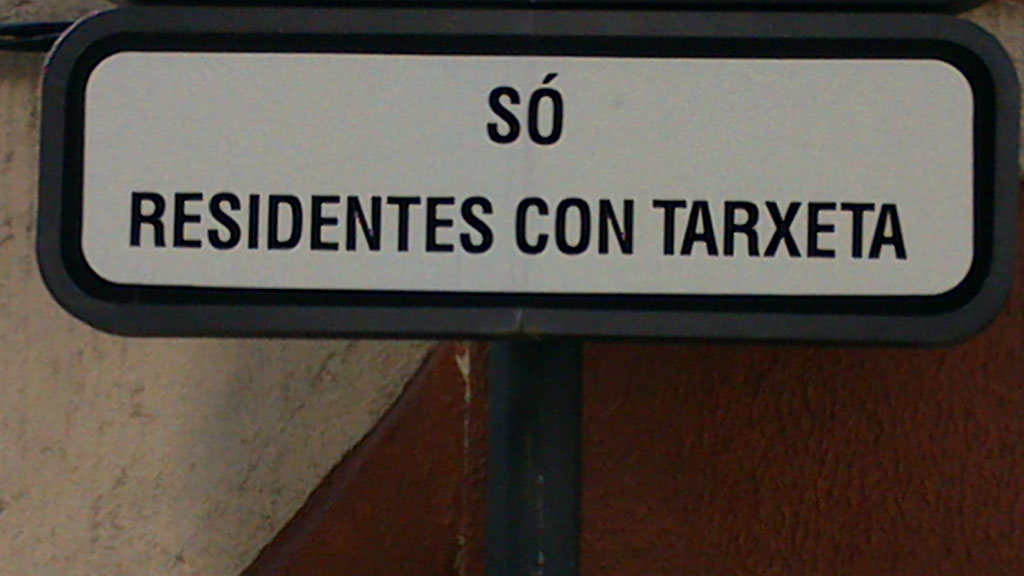 SÓ
RESIDENTES CON TARXETA